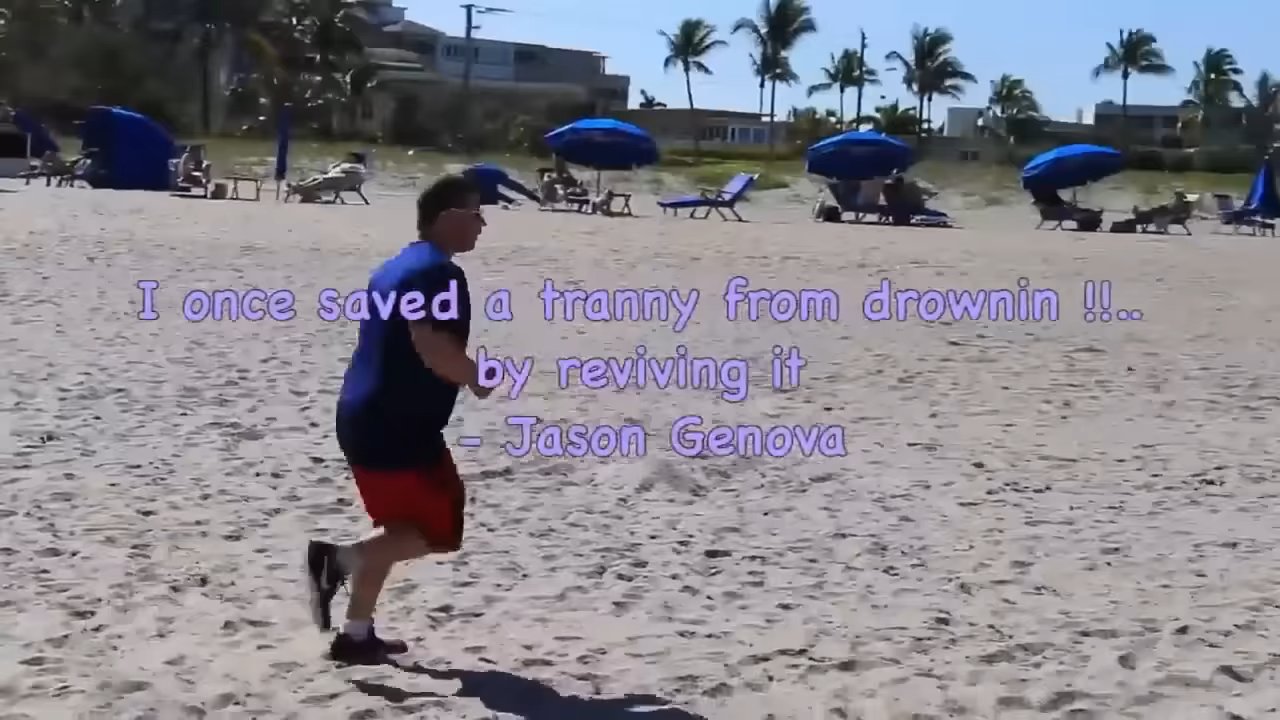 I once saved a tranny from drownin !!..
by reviving it
- Jason Genova